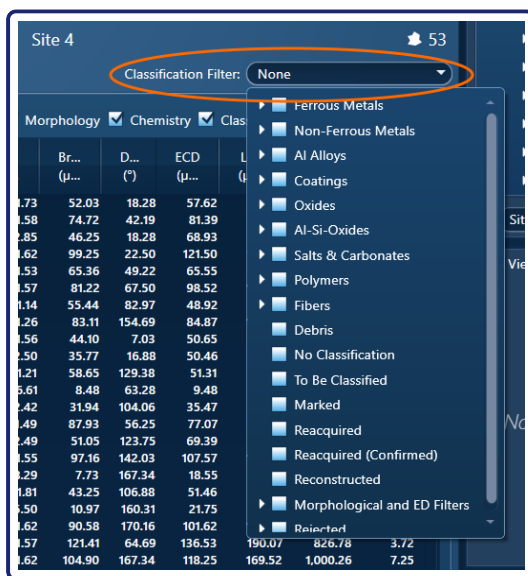 Site 4
53
Classification Filter: None
Morphology Chemistry Clas
Br... D... ECD L
(µ... (°) (µ... (µ
.73 52.03 18.28 57.62
.58 74.72 42.19 81.39
.85 46.25 18.28 68.93
.62 99.25 22.50 121.50
.53 65.36 49.22 65.55
.57 81.22 67.50 98.52
.14 55.44 82.97 48.92
.26 83.11 154.69 84.87
.56 44.10 7.03 50.65
.50 35.77 16.88 50.46
.21 58.65 129.38 51.31
.61 8.48 63.28 9.48
.42 31.94 104.06 35.47
.49 87.93 56.25 77.07
.49 51.05 123.75 69.39
.55 97.16 142.03 107.57
.29 7.73 167.34 18.55
.81 43.25 106.88 51.46
.50 10.97 160.31 21.75
.62 90.58 170.16 101.62
.57 121.41 64.69 136.53 190.07 826.78 3.72
.62 104.90 167.34 118.25 169.52 1,000.26 7.25
Ferrous Metals
Non-Ferrous Metals
Al Alloys
Coatings
Oxides
Al-Si-Oxides
Salts & Carbonates
Polymers
Fibers
Debris
No Classification
To Be Classified
Marked
Reacquired
Reacquired (Confirmed)
Reconstructed
Morphological and ED Filters
Rejected
Sit
Vie
No